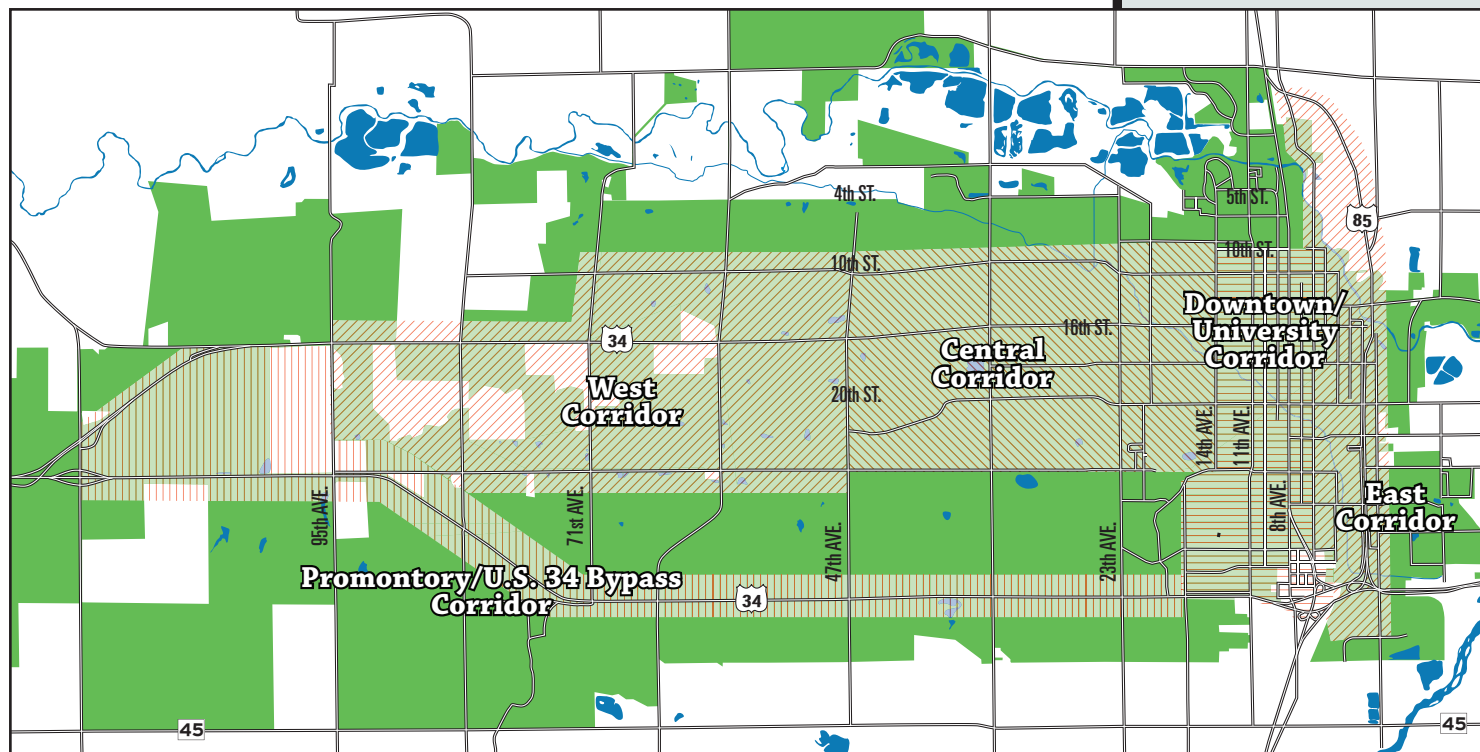 4th ST.
5th ST.
85
10th ST.
10th ST.
Downtown/
University
Corridor
16th ST.
34
Central
Corridor
West
Corridor
20th ST.
14th AVE.
11th AVE.
8th AVE.
East
Corridor
95th AVE.
71st AVE.
47th AVE.
23th AVE.
Promontory/U.S. 34 Bypass
Corridor
34
45
45